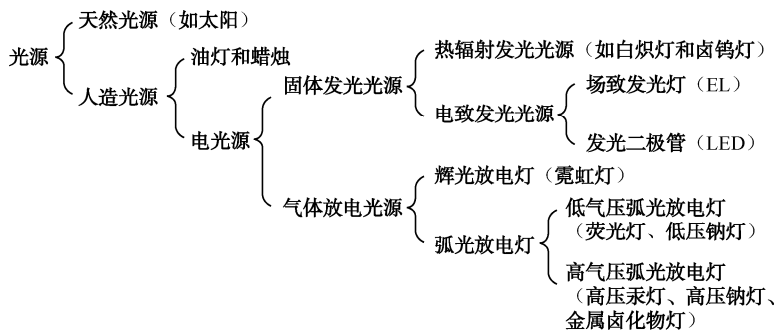 光源
天然光源（如太阳）
人造光源
油灯和蜡烛
电光源
固体发光光源
热辐射发光光源（如白炽灯和卤钨灯）
电致发光光源
场致发光灯（EL）
发光二极管（LED）
气体放电光源
辉光放电灯（霓虹灯）
弧光放电灯
低气压弧光放电灯
（荧光灯、低压钠灯）
高气压弧光放电灯
（高压汞灯、高压钠灯、
金属卤化物灯）